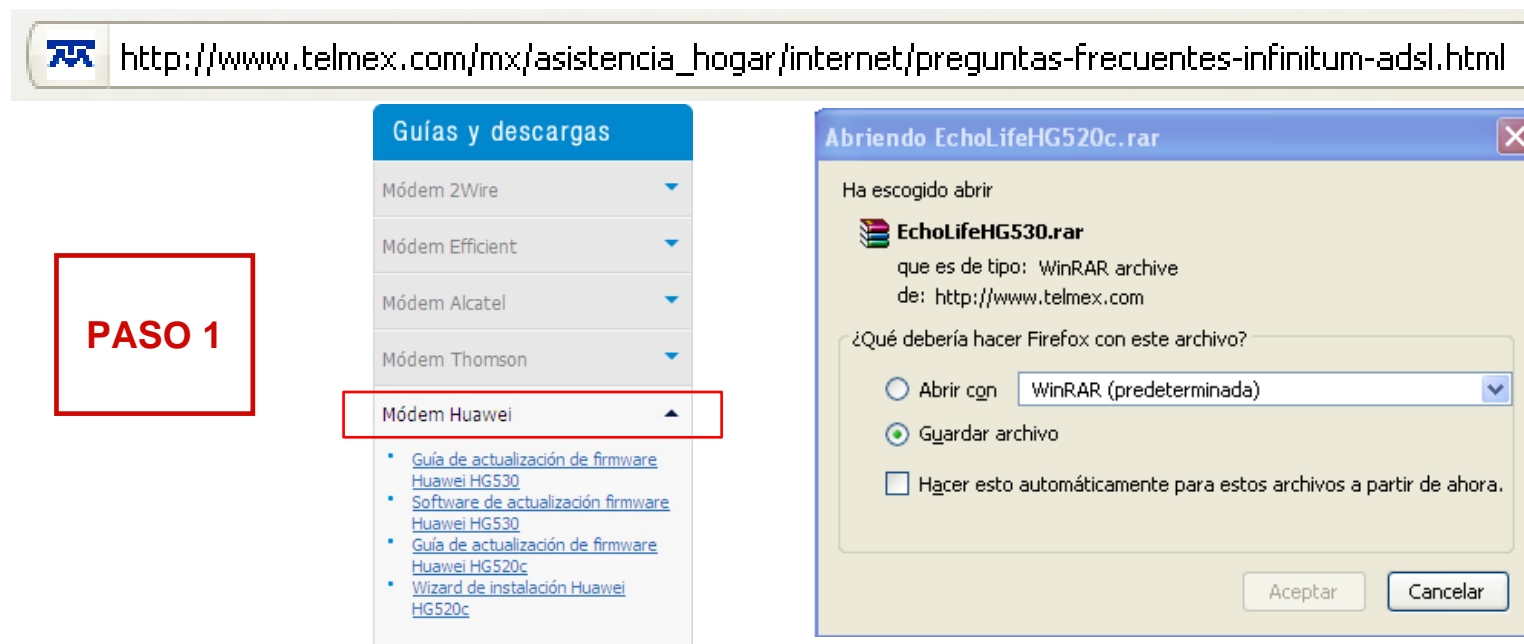 http://www.telmex.com/mx/asistencia_hogar/internet/preguntas-frecuentes-infinitum-adsl.html
PASO 1
Guías y descargas
Módem 2Wire
Módem Efficient
Módem Alcatel
Módem Thomson
Módem Huawei
Guía de actualización de firmware
Huawei HG530
Software de actualización firmware
Huawei HG530
Guía de actualización de firmware
Huawei HG520c
Wizard de instalación Huawei
HG520c
Abriendo EchoLifeHG520c.rar
Ha escogido abrir
EchoLifeHG530.rar
que es de tipo: WinRAR archive
de: http://www.telmex.com
¿Qué debería hacer Firefox con este archivo?
Abrir con WinRAR (predeterminada)
Guardar archivo
Hacer esto automáticamente para estos archivos a partir de ahora.
Aceptar Cancelar